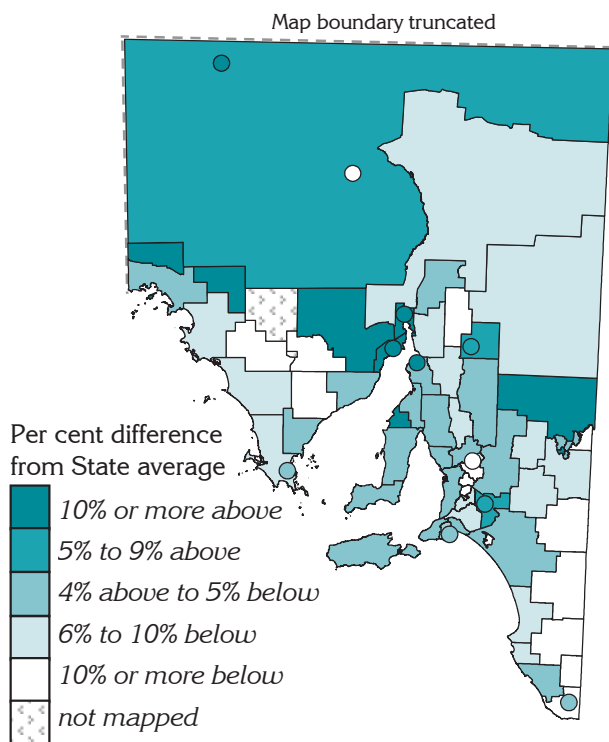 Map boundary truncated
Per cent difference
from State average
10% or more above
5% to 9% above
4% above to 5% below
6% to 10% below
10% or more below
not mapped